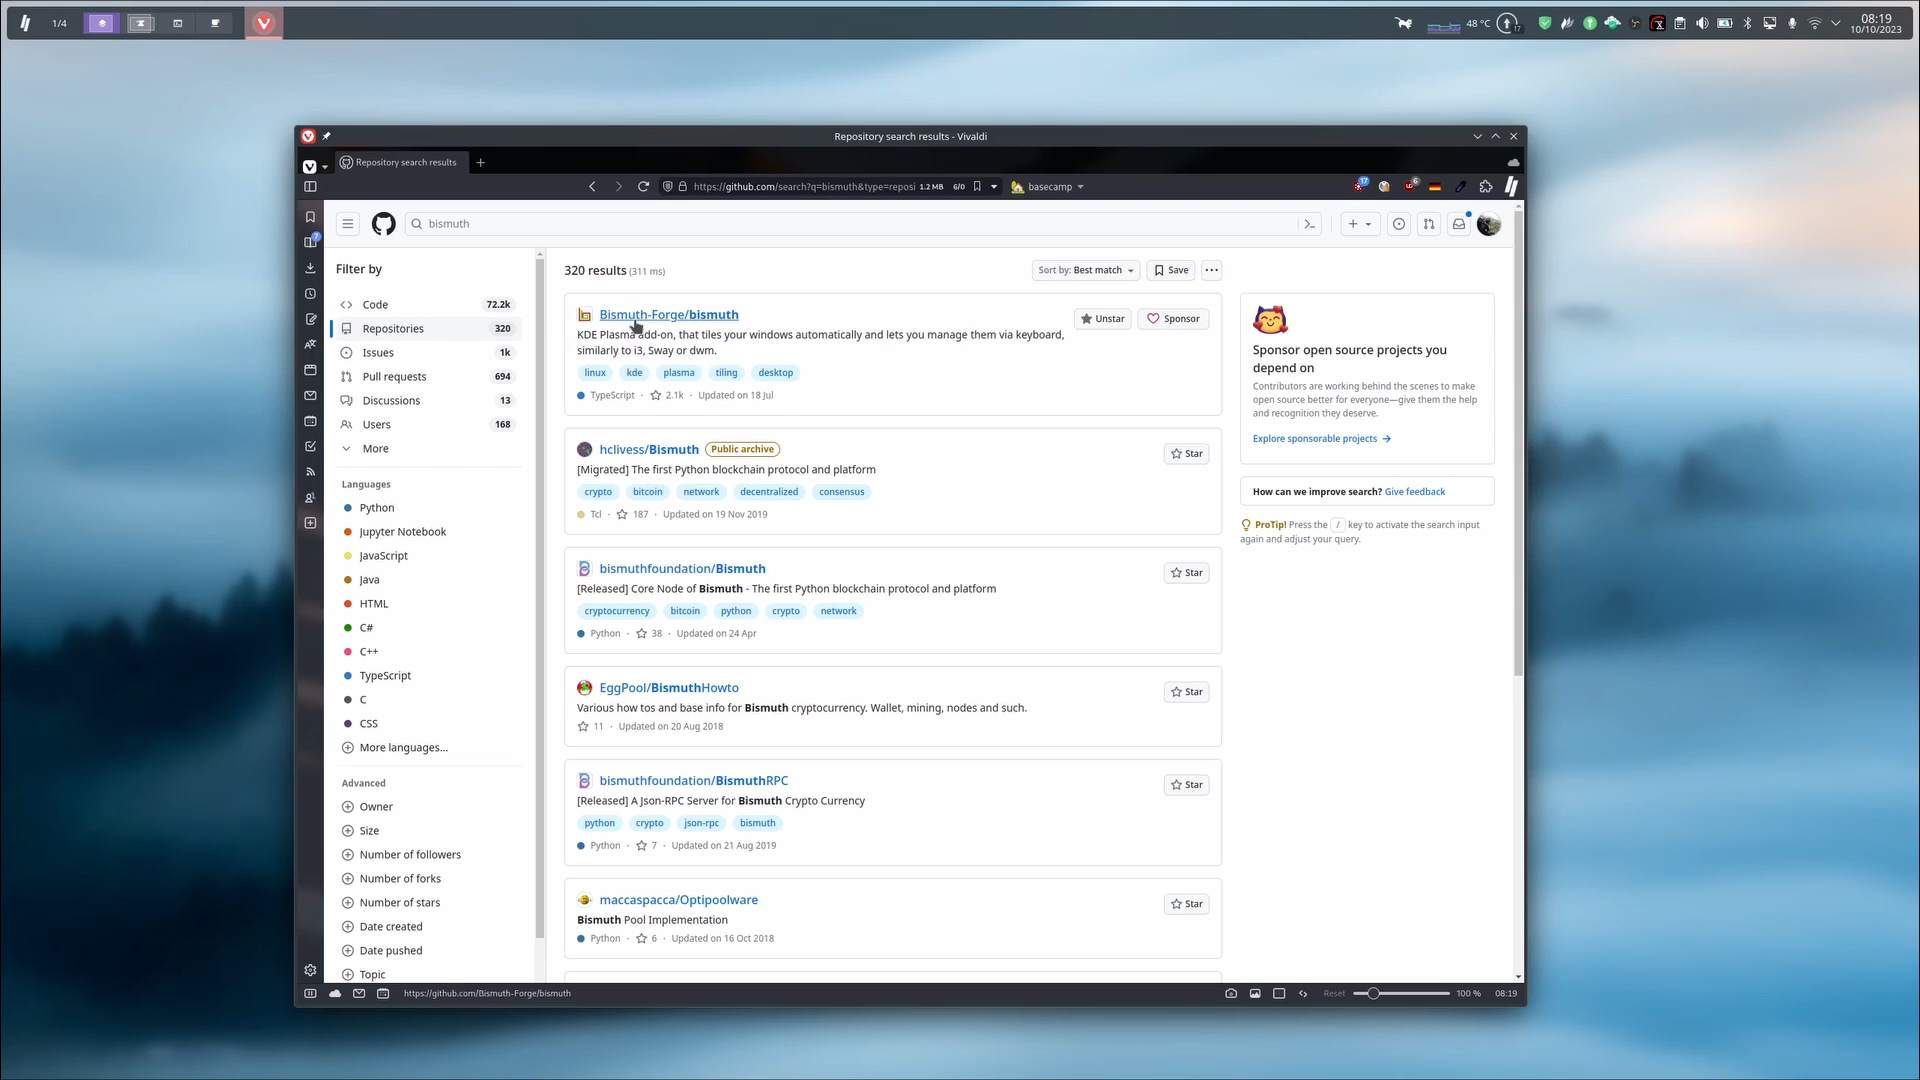 1/4
48 °C
17
08:19
10/10/2023
Repository search results - Vivaldi
Repository search results
https://github.com/search?q=bismuth&type=reposi
1.2 MB
6/0
basecamp
17
6
7
bismuth
Filter by
Code 72.2k
Repositories 320
Issues 1k
Pull requests 694
Discussions 13
Users 168
More
Languages
Python
Jupyter Notebook
JavaScript
Java
HTML
C#
C++
TypeScript
C
CSS
More languages...
Advanced
Owner
Size
Number of followers
Number of forks
Number of stars
Date created
Date pushed
Topic
320 results (311 ms)
Sort by: Best match
Save
Bismuth-Forge/bismuth
Unstar
Sponsor
KDE Plasma add-on, that tiles your windows automatically and lets you manage them via keyboard,
similarly to i3, Sway or dwm.
linux kde plasma tiling desktop
TypeScript · 2.1k · Updated on 18 Jul
hclivess/Bismuth Public archive
Star
[Migrated] The first Python blockchain protocol and platform
crypto bitcoin network decentralized consensus
Tcl · 187 · Updated on 19 Nov 2019
bismuthfoundation/Bismuth
Star
[Released] Core Node of Bismuth - The first Python blockchain protocol and platform
cryptocurrency bitcoin python crypto network
Python · 38 · Updated on 24 Apr
EggPool/BismuthHowto
Star
Various how tos and base info for Bismuth cryptocurrency. Wallet, mining, nodes and such.
11 · Updated on 20 Aug 2018
bismuthfoundation/BismuthRPC
Star
[Released] A Json-RPC Server for Bismuth Crypto Currency
python crypto json-rpc bismuth
Python · 7 · Updated on 21 Aug 2019
maccaspacca/Optipoolware
Star
Bismuth Pool Implementation
Python · 6 · Updated on 16 Oct 2018
Sponsor open source projects you
depend on
Contributors are working behind the scenes to make
open source better for everyone—give them the help
and recognition they deserve.
Explore sponsorable projects →
How can we improve search? Give feedback
ProTip! Press the / key to activate the search input
again and adjust your query.
https://github.com/Bismuth-Forge/bismuth
Reset
100 %
08:19